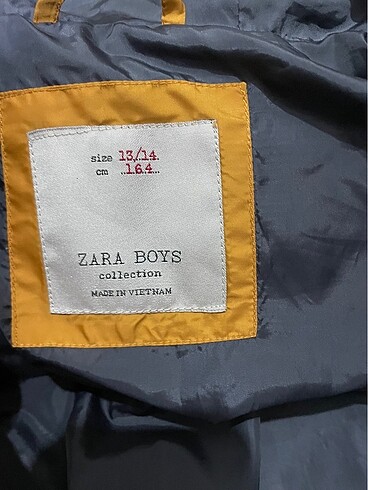 size 13/14
cm 164
ZARA BOYS
collection
MADE IN VIETNAM